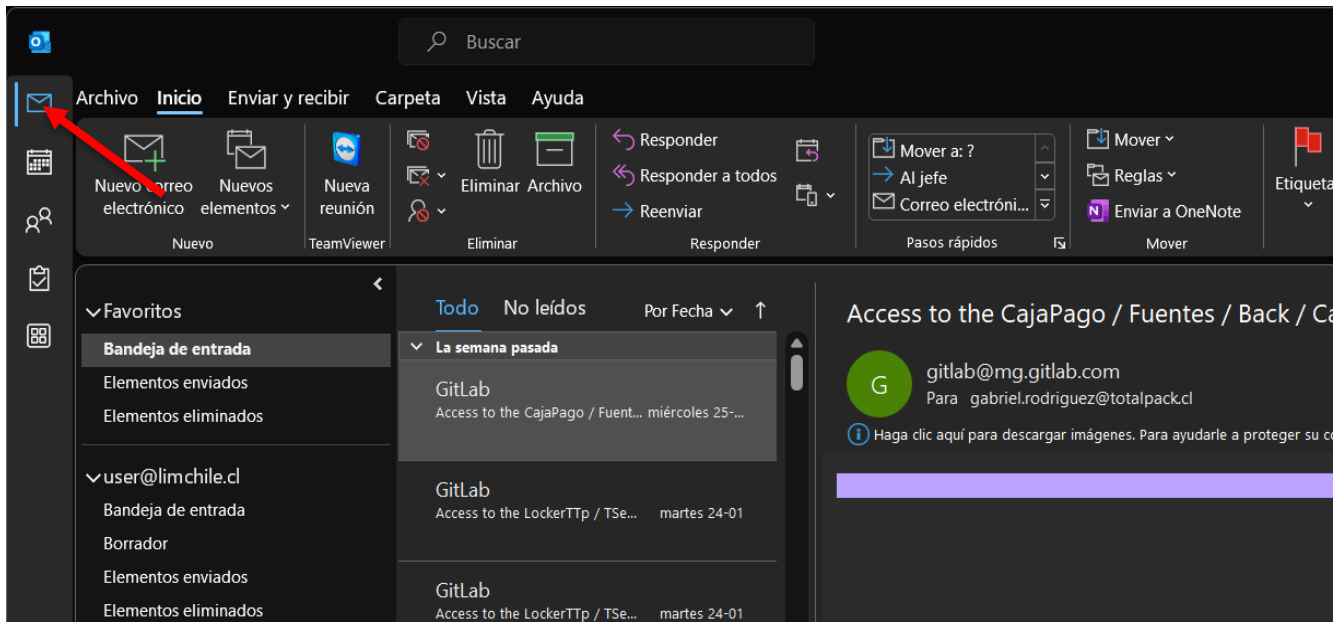 Buscar
Archivo Inicio Enviar y recibir Carpeta Vista Ayuda
Nuevo correo
electrónico
Nuevos
elementos
Nuevo
Nueva
reunión
TeamViewer
Eliminar Archivo
Eliminar
Responder
Responder a todos
Reenviar
Responder
Mover a: ?
Al jefe
Correo electróni...
Pasos rápidos
Mover
Reglas
N Enviar a OneNote
Mover
Etiqueta
Favoritos
Bandeja de entrada
Elementos enviados
Elementos eliminados
user@limchile.cl
Bandeja de entrada
Borrador
Elementos enviados
Elementos eliminados
Todo No leídos Por Fecha
La semana pasada
GitLab
Access to the CajaPago / Fuent... miércoles 25-...
GitLab
Access to the LockerTTp / TSe... martes 24-01
GitLab
Access to the LockerTTp / TSe... martes 24-01
Access to the CajaPago / Fuentes / Back / Ca
G
gitlab@mg.gitlab.com
Para gabriel.rodriguez@totalpack.cl
Haga clic aquí para descargar imágenes. Para ayudarle a proteger su co